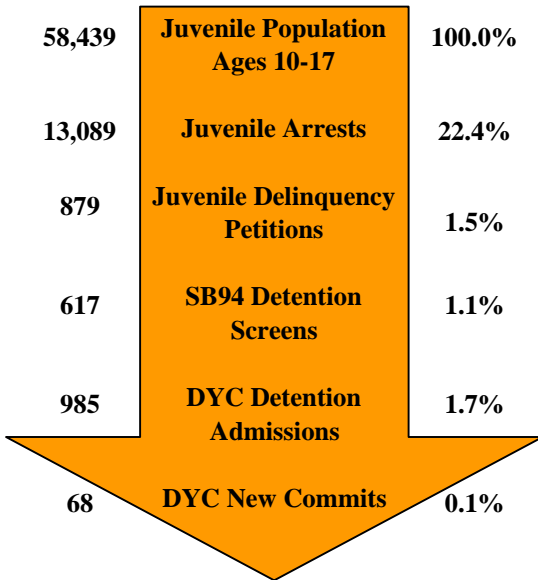 58,439 Juvenile Population 100.0%
Ages 10-17
13,089 Juvenile Arrests 22.4%
879 Juvenile Delinquency
Petitions 1.5%
617 SB94 Detention 1.1%
Screens
985 DYC Detention 1.7%
Admissions
68 DYC New Commits 0.1%